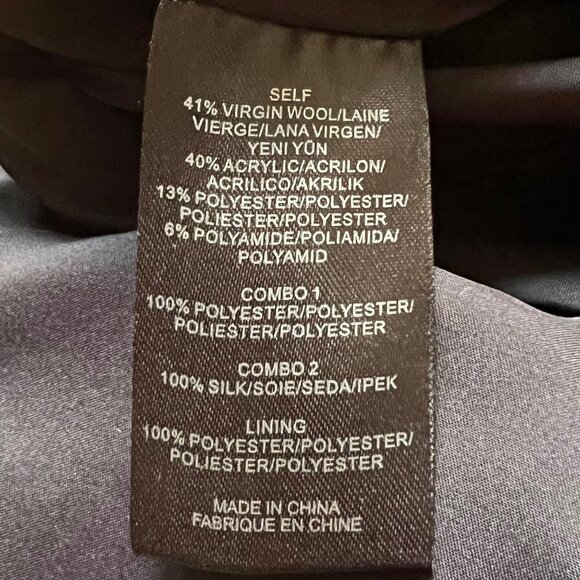 SELF
41% VIRGIN WOOL/LAINE
VIERGE/LANA VIRGEN/
YENI YÜN
40% ACRYLIC/ACRILON/
ACRILICO/AKRILIK
13% POLYESTER/POLYESTER/
POLIESTER/POLYESTER
6% POLYAMIDE/POLIAMIDA/
POLYAMID
COMBO 1
100% POLYESTER/POLYESTER/
POLIESTER/POLYESTER
COMBO 2
100% SILK/SOIE/SEDA/IPEK
LINING
100% POLYESTER/POLYESTER/
POLIESTER/POLYESTER
MADE IN CHINA
FABRIQUE EN CHINE